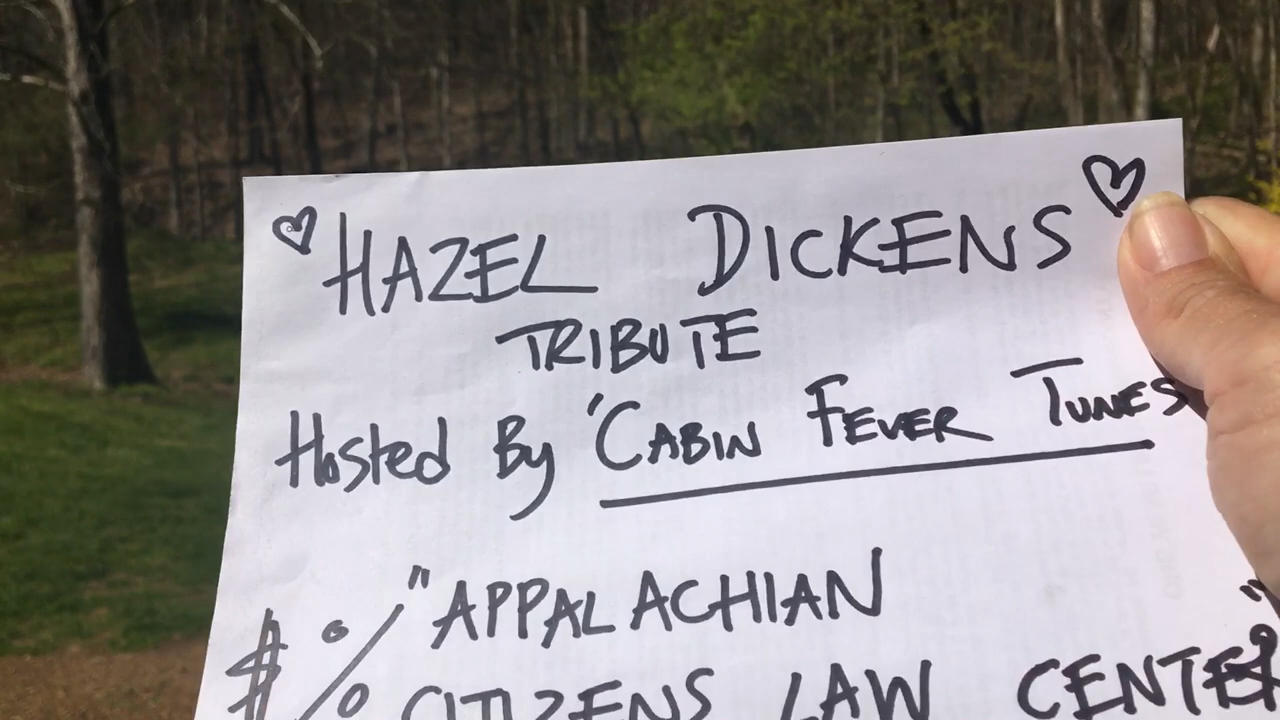 ♡ HAZEL DICKENS ♡
TRIBUTE
Hosted By 'CABIN FEVER TUNES
$ % "APPALACHIAN
CITIZENS LAW CENTER"